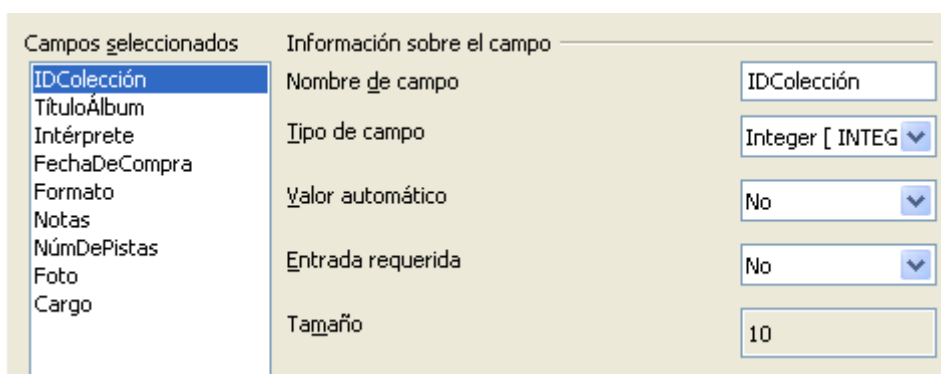 Campos seleccionados
IDColección
TítuloÁlbum
Intérprete
FechaDeCompra
Formato
Notas
NúmDePistas
Foto
Cargo
Información sobre el campo
Nombre de campo IDColección
Tipo de campo Integer [ INTEG
Valor automático No
Entrada requerida No
Tamaño 10